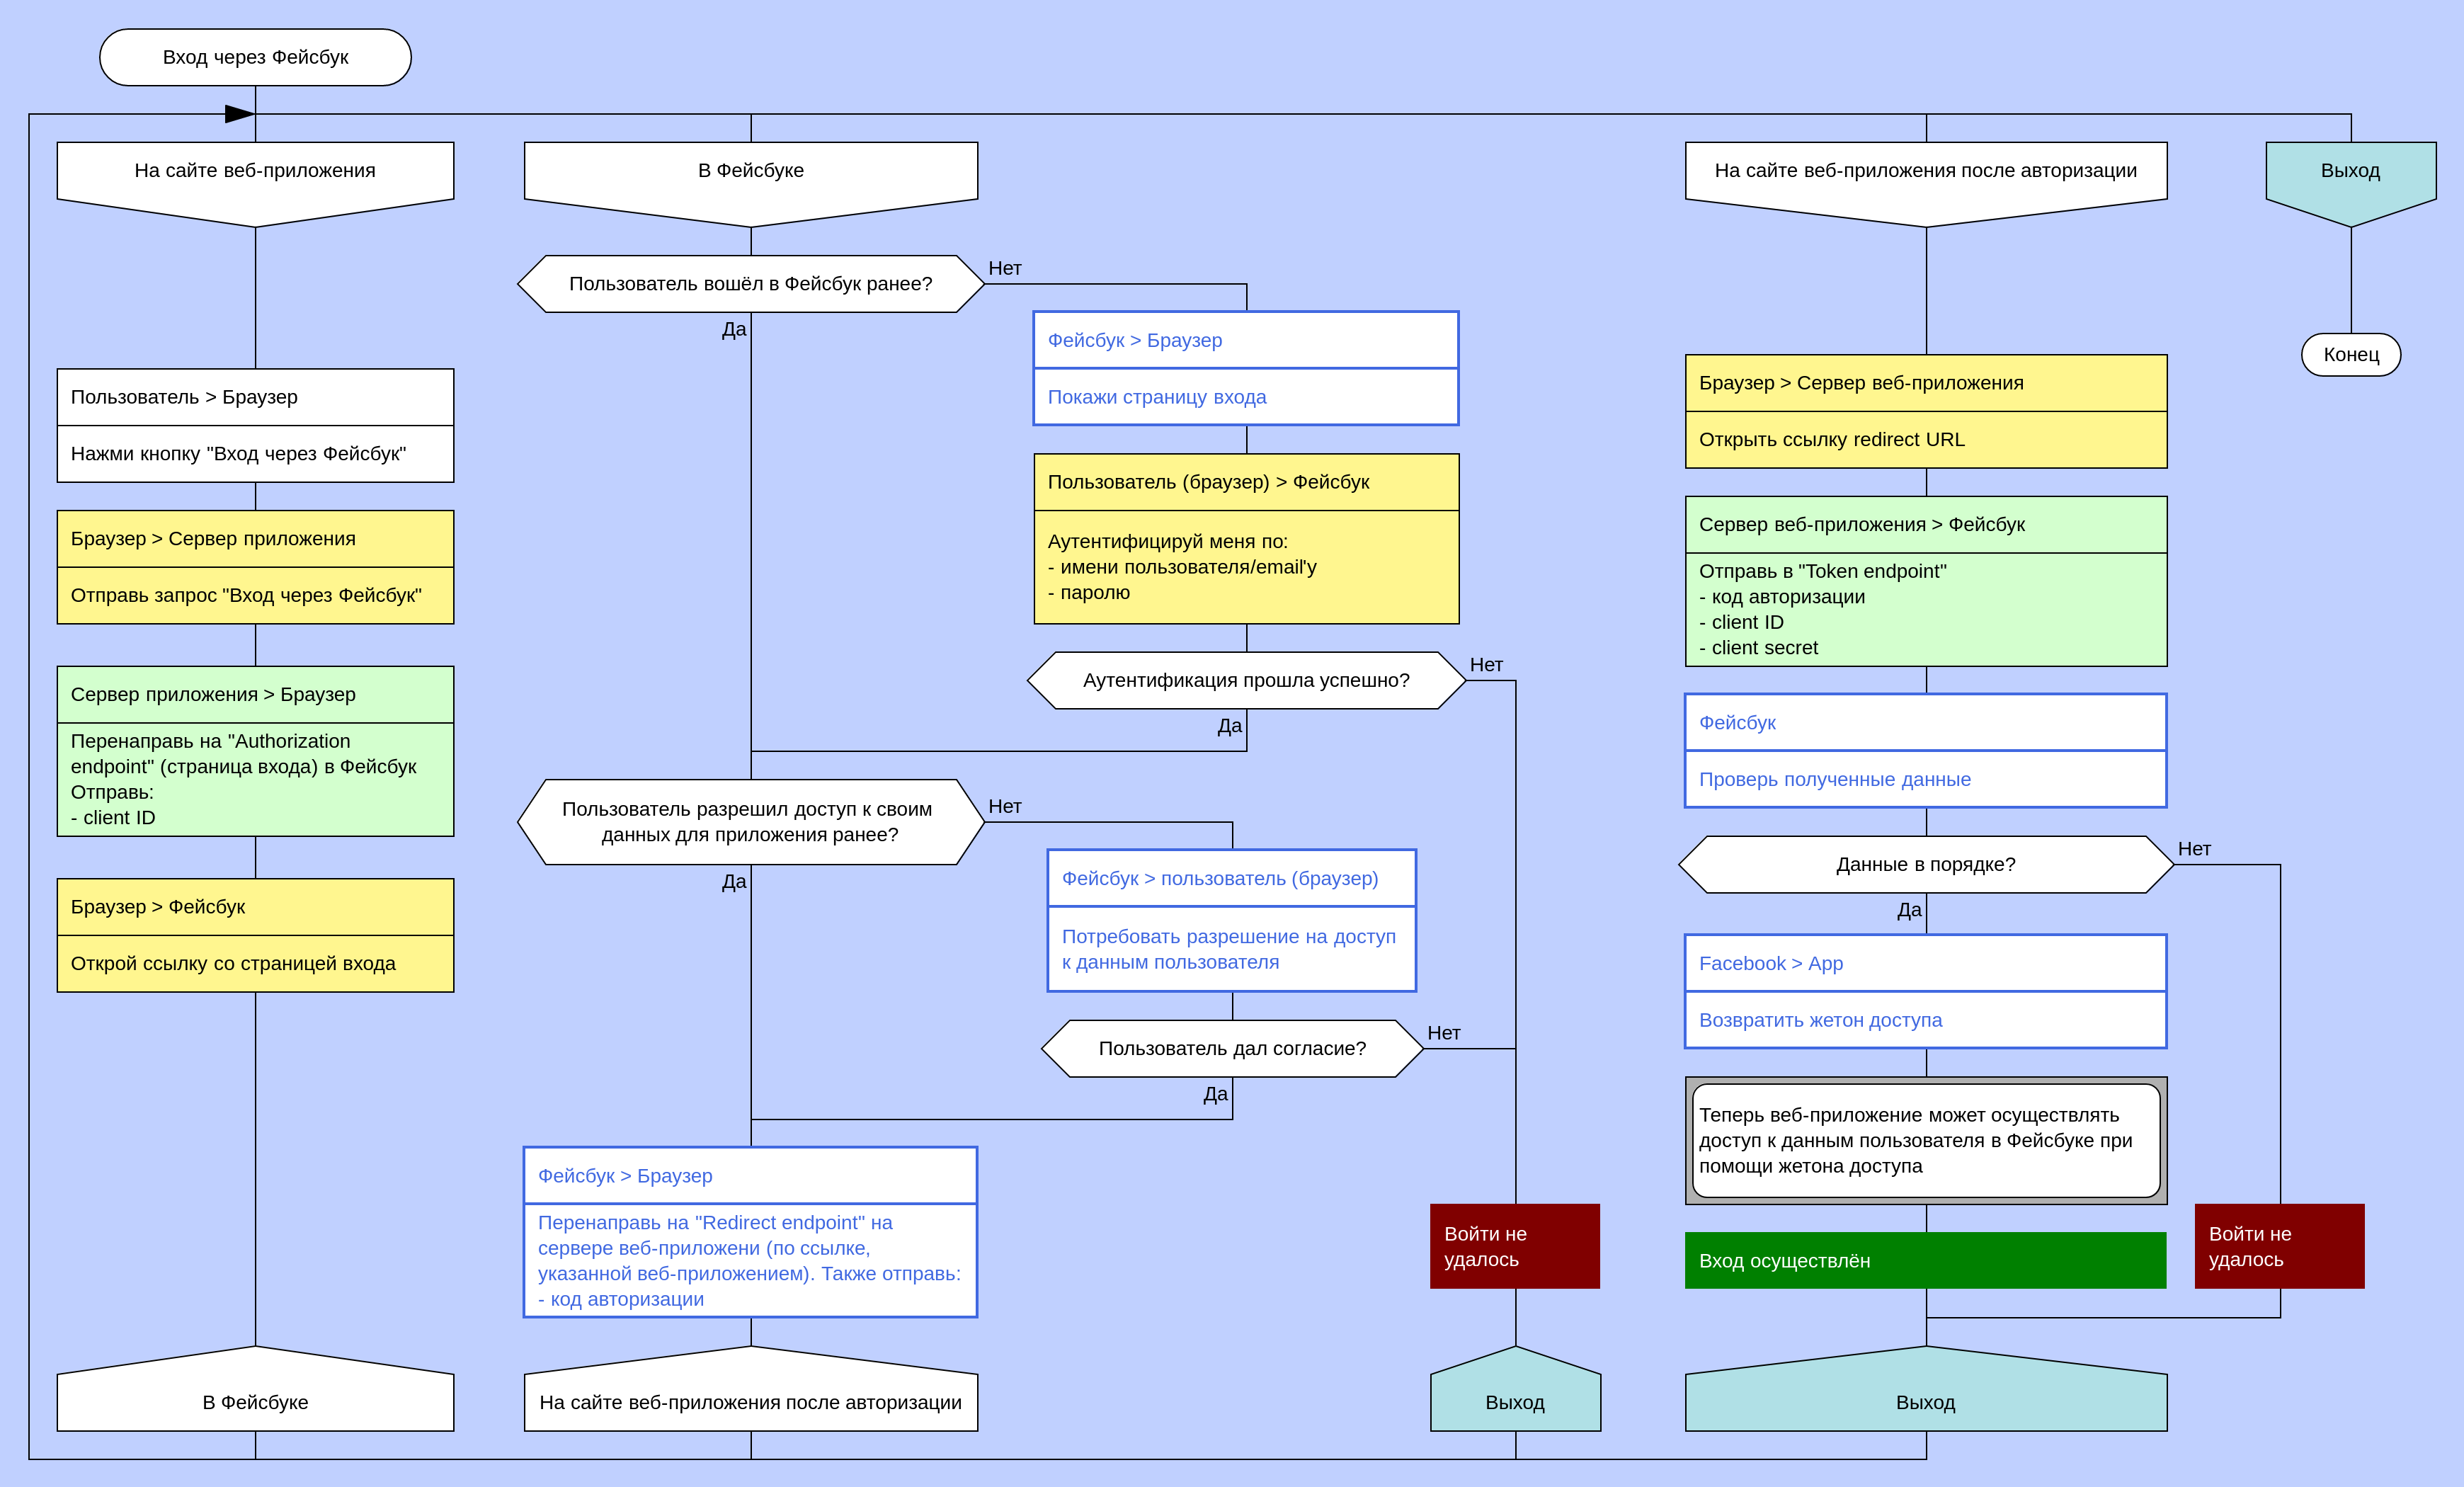 Вход через Фейсбук
На сайте веб-приложения
Пользователь > Браузер
Нажми кнопку "Вход через Фейсбук"
Браузер > Сервер приложения
Отправь запрос "Вход через Фейсбук"
Сервер приложения > Браузер
Перенаправь на "Authorization
endpoint" (страница входа) в Фейсбук
Отправь:
- client ID
Браузер > Фейсбук
Открой ссылку со страницей входа
В Фейсбуке
В Фейсбуке
Пользователь вошёл в Фейсбук ранее?
Нет
Да
Фейсбук > Браузер
Покажи страницу входа
Пользователь (браузер) > Фейсбук
Аутентифицируй меня по:
- имени пользователя/email'у
- паролю
Аутентификация прошла успешно?
Нет
Да
Пользователь разрешил доступ к своим
данных для приложения ранее?
Нет
Да
Фейсбук > пользователь (браузер)
Потребовать разрешение на доступ
к данным пользователя
Пользователь дал согласие?
Нет
Да
Фейсбук > Браузер
Перенаправь на "Redirect endpoint" на
сервере веб-приложени (по ссылке,
указанной веб-приложением). Также отправь:
- код авторизации
На сайте веб-приложения после авторизации
Войти не
удалось
Выход
На сайте веб-приложения после авторизации
Браузер > Сервер веб-приложения
Открыть ссылку redirect URL
Сервер веб-приложения > Фейсбук
Отправь в "Token endpoint"
- код авторизации
- client ID
- client secret
Фейсбук
Проверь полученные данные
Данные в порядке?
Нет
Да
Facebook > App
Возвратить жетон доступа
Теперь веб-приложение может осуществлять
доступ к данным пользователя в Фейсбуке при
помощи жетона доступа
Вход осуществлён
Войти не
удалось
Выход
Выход
Конец